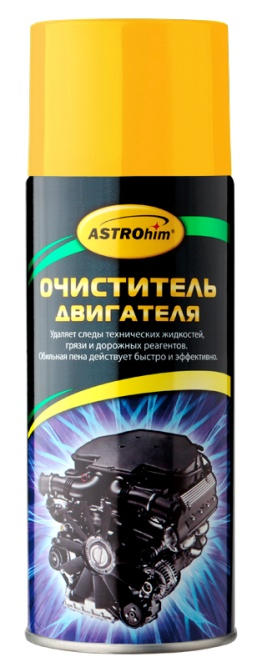 ASTROhim®
ОЧИСТИТЕЛЬ
ДВИГАТЕЛЯ
Удаляет следы технических жидкостей,
грязи и дорожных реагентов.
Обильная пена действует быстро и эффективно.